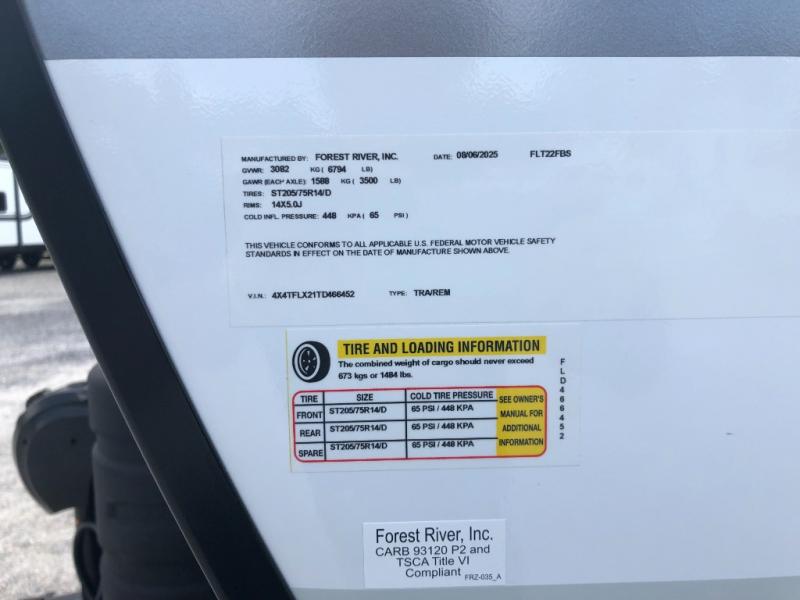 MANUFACTURED BY: FOREST RIVER, INC. DATE: 08/06/2025 FLT22FBS
GVWR: 3082 KG ( 6794 LB)
GAWR (EACH AXLE): 1588 KG ( 3500 LB)
TIRES: ST205/75R14/D
RIMS: 14X5.0J
COLD INFL. PRESSURE: 448 KPA ( 65 PSI)
THIS VEHICLE CONFORMS TO ALL APPLICABLE U.S. FEDERAL MOTOR VEHICLE SAFETY
STANDARDS IN EFFECT ON THE DATE OF MANUFACTURE SHOWN ABOVE.
V.I.N.: 4X4TFLX21TD466452 TYPE: TRA/REM
TIRE AND LOADING INFORMATION
The combined weight of cargo should never exceed
673 kgs or 1484 lbs.
TIRE SIZE COLD TIRE PRESSURE
FRONT ST205/75R14/D 65 PSI / 448 KPA
REAR ST205/75R14/D 65 PSI / 448 KPA
SPARE ST205/75R14/D 65 PSI / 448 KPA
SEE OWNER'S
MANUAL FOR
ADDITIONAL
INFORMATION
FLD466452
Forest River, Inc.
CARB 93120 P2 and
TSCA Title VI
Compliant FRZ-035_A